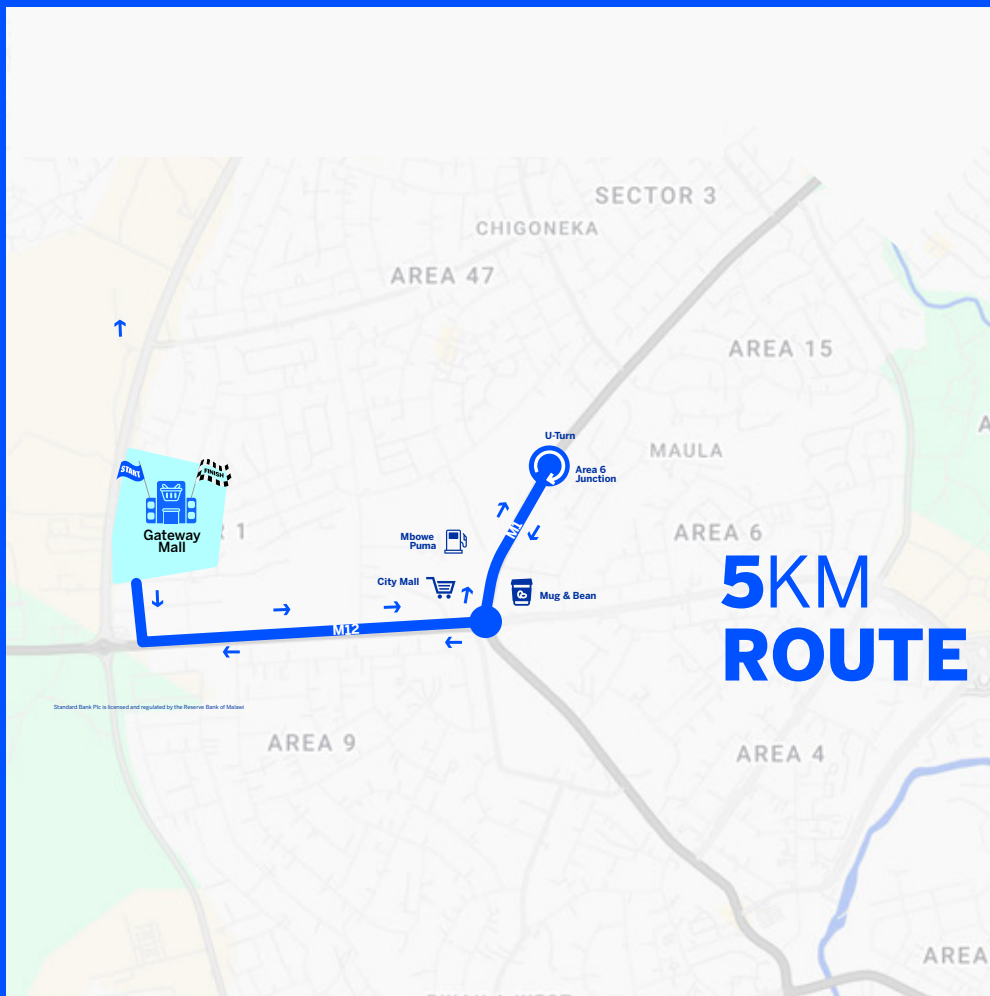 SECTOR 3
CHIGONEKA
AREA 47
AREA 15
U-Turn
MAULA
Area 6
Junction
START
FINISH
Gateway
Mall
R 1
M1
AREA 6
Mbowe
Puma
City Mall
Mug & Bean
5KM
ROUTE
M12
Standard Bank Plc is licensed and regulated by the Reserve Bank of Malawi
AREA 9
AREA 4
AREA